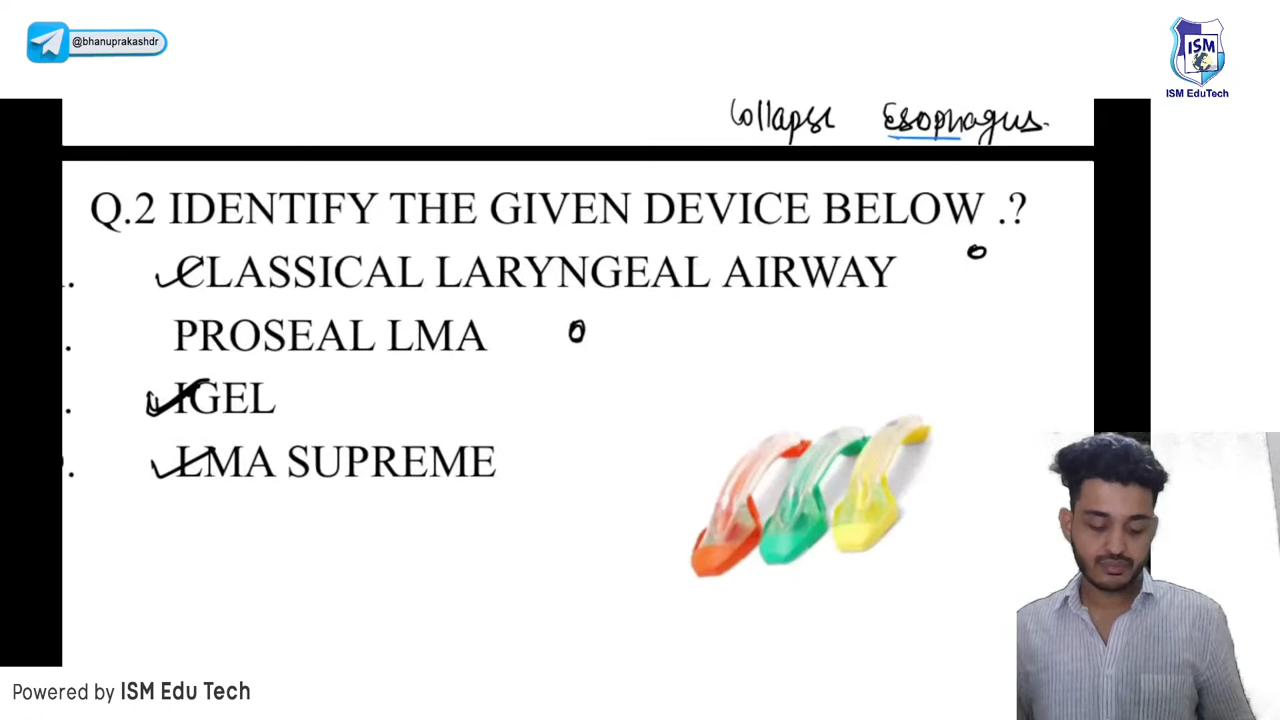 @bhanuprakashdr
ISM
ISM EduTech
Collapse Esophagus.
Q.2 IDENTIFY THE GIVEN DEVICE BELOW .?
CLASSICAL LARYNGEAL AIRWAY
PROSEAL LMA
IGEL
LMA SUPREME
Powered by ISM Edu Tech